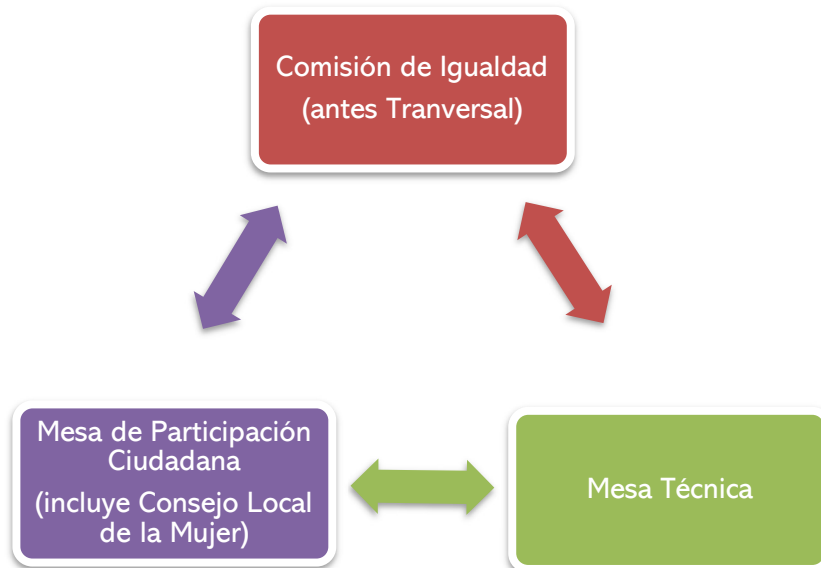 Comisión de Igualdad
(antes Tranversal)
Mesa de Participación
Ciudadana
(incluye Consejo Local
de la Mujer)
Mesa Técnica